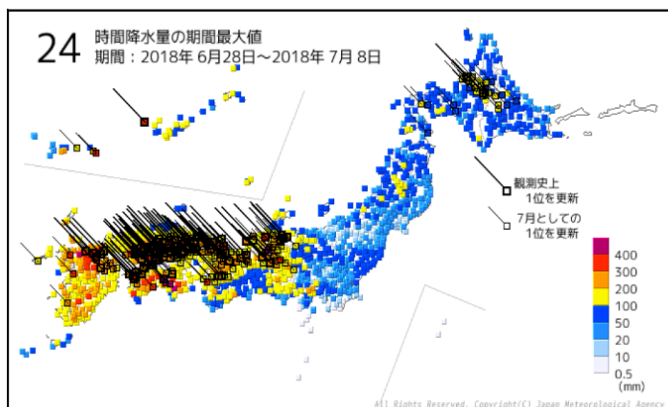 24 時間降水量の期間最大値
期間：2018年 6月28日～2018年 7月 8日
観測史上
1位を更新
7月としての
1位を更新
400
300
200
100
50
20
10
0.5
(mm)
All Rights Reserved. Copyright(C) Japan Meteorological Agency